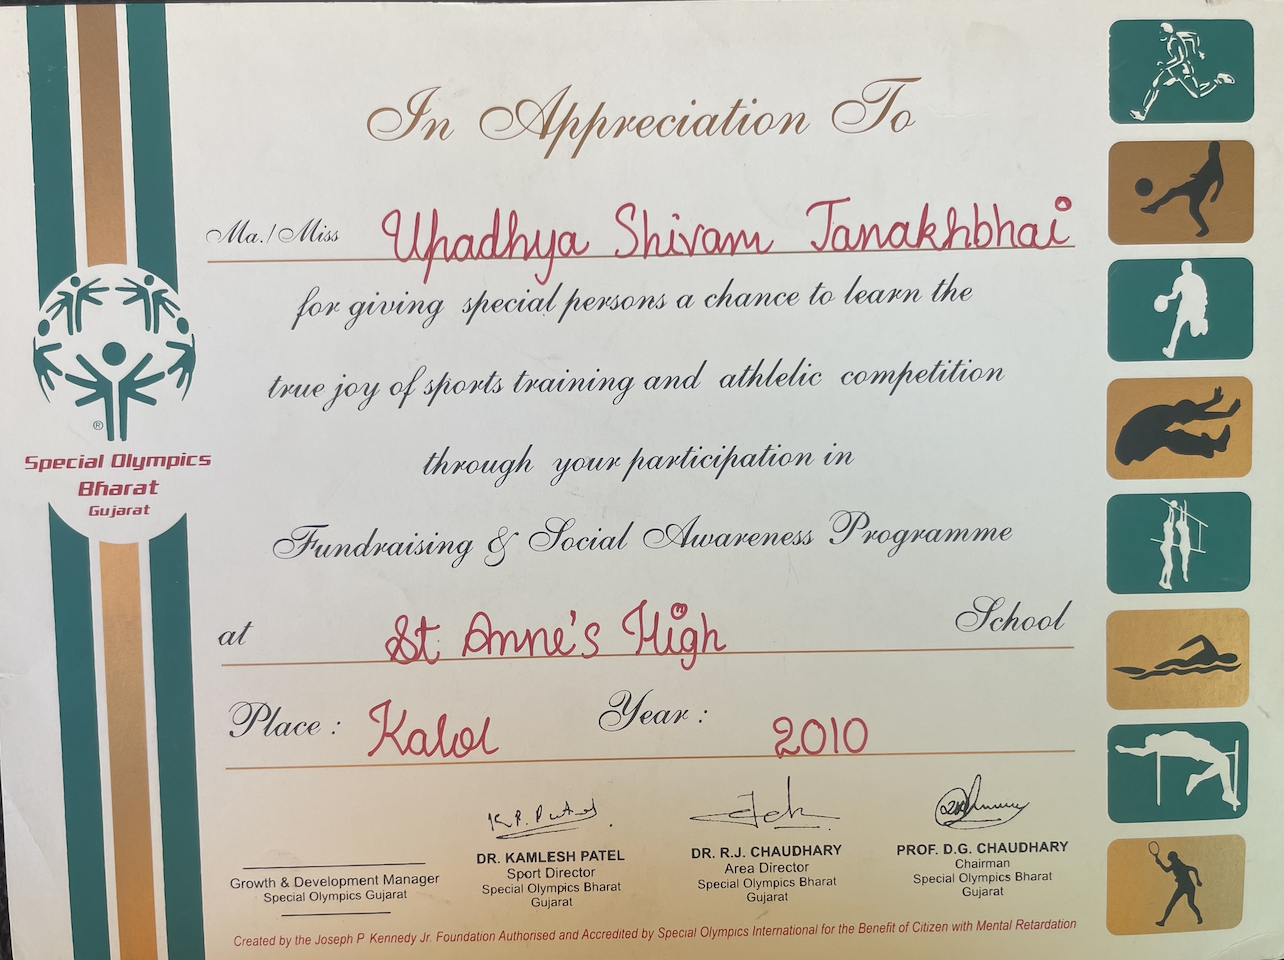 In Appreciation To
Ma./Miss Upadhya Shivam Janakhbhai
for giving special persons a chance to learn the
true joy of sports training and athlelic competition
through your participation in
Fundraising & Social Awareness Programme
at St Anne's High School
Place : Kalol Year : 2010
Special Olympics
Bharat
Gujarat
®
Growth & Development Manager
Special Olympics Gujarat
K.P. Patel
DR. KAMLESH PATEL
Sport Director
Special Olympics Bharat
Gujarat
DR. R.J. CHAUDHARY
Area Director
Special Olympics Bharat
Gujarat
PROF. D.G. CHAUDHARY
Chairman
Special Olympics Bharat
Gujarat
Created by the Joseph P. Kennedy Jr. Foundation Authorised and Accredited by Special Olympics International for the Benefit of Citizen with Mental Retardation